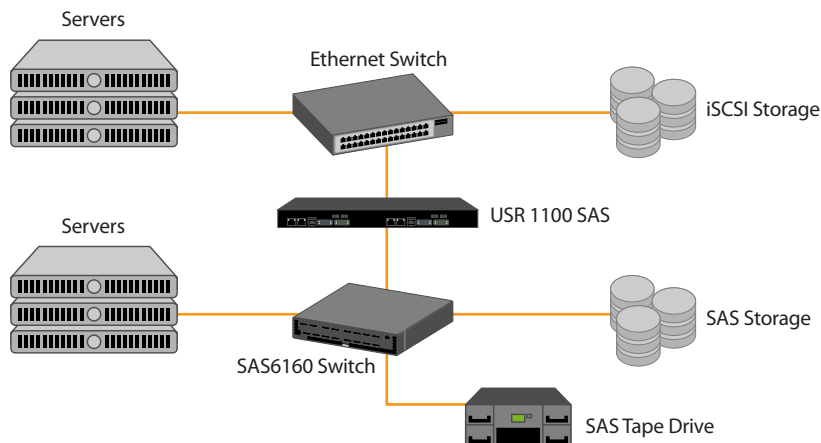 Servers
Ethernet Switch
iSCSI Storage
USR 1100 SAS
Servers
SAS Storage
SAS6160 Switch
SAS Tape Drive